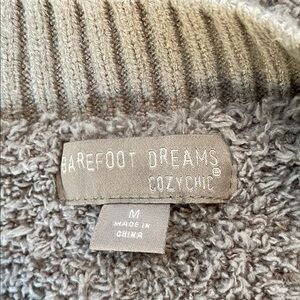 BAREFOOT DREAMS
COZYCHIC®
M
MADE IN
CHINA